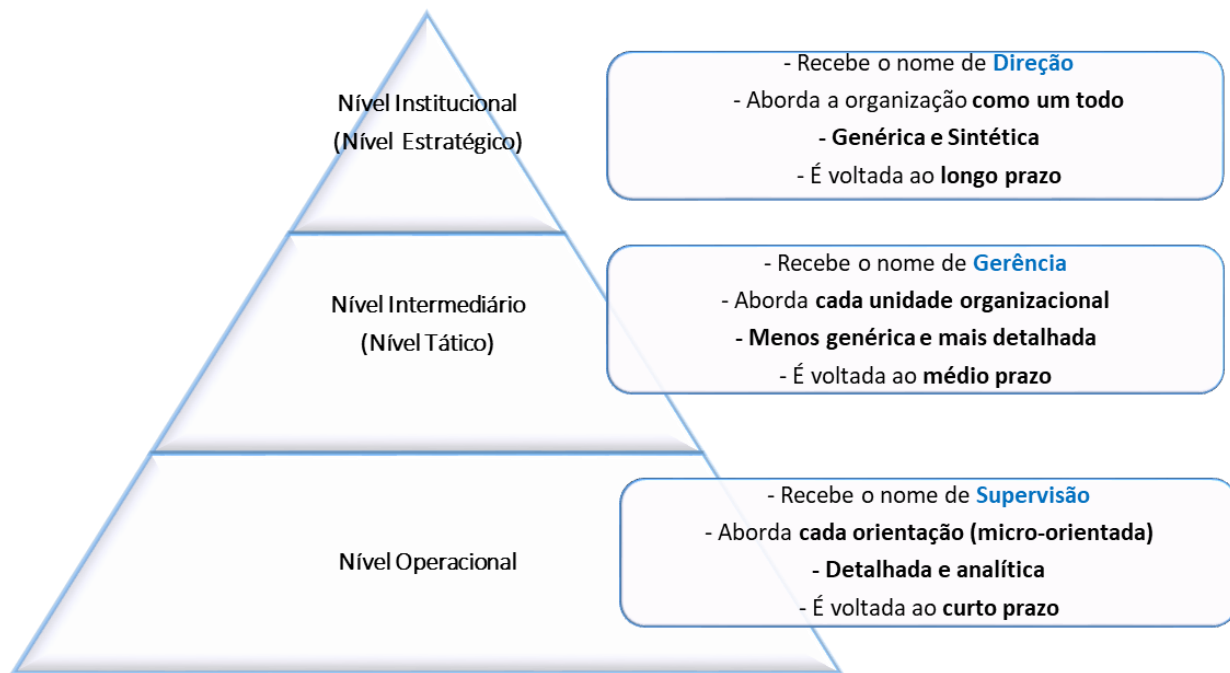 Nível Institucional
(Nível Estratégico)
- Recebe o nome de Direção
- Aborda a organização como um todo
- Genérica e Sintética
- É voltada ao longo prazo
Nível Intermediário
(Nível Tático)
- Recebe o nome de Gerência
- Aborda cada unidade organizacional
- Menos genérica e mais detalhada
- É voltada ao médio prazo
Nível Operacional
- Recebe o nome de Supervisão
- Aborda cada orientação (micro-orientada)
- Detalhada e analítica
- É voltada ao curto prazo